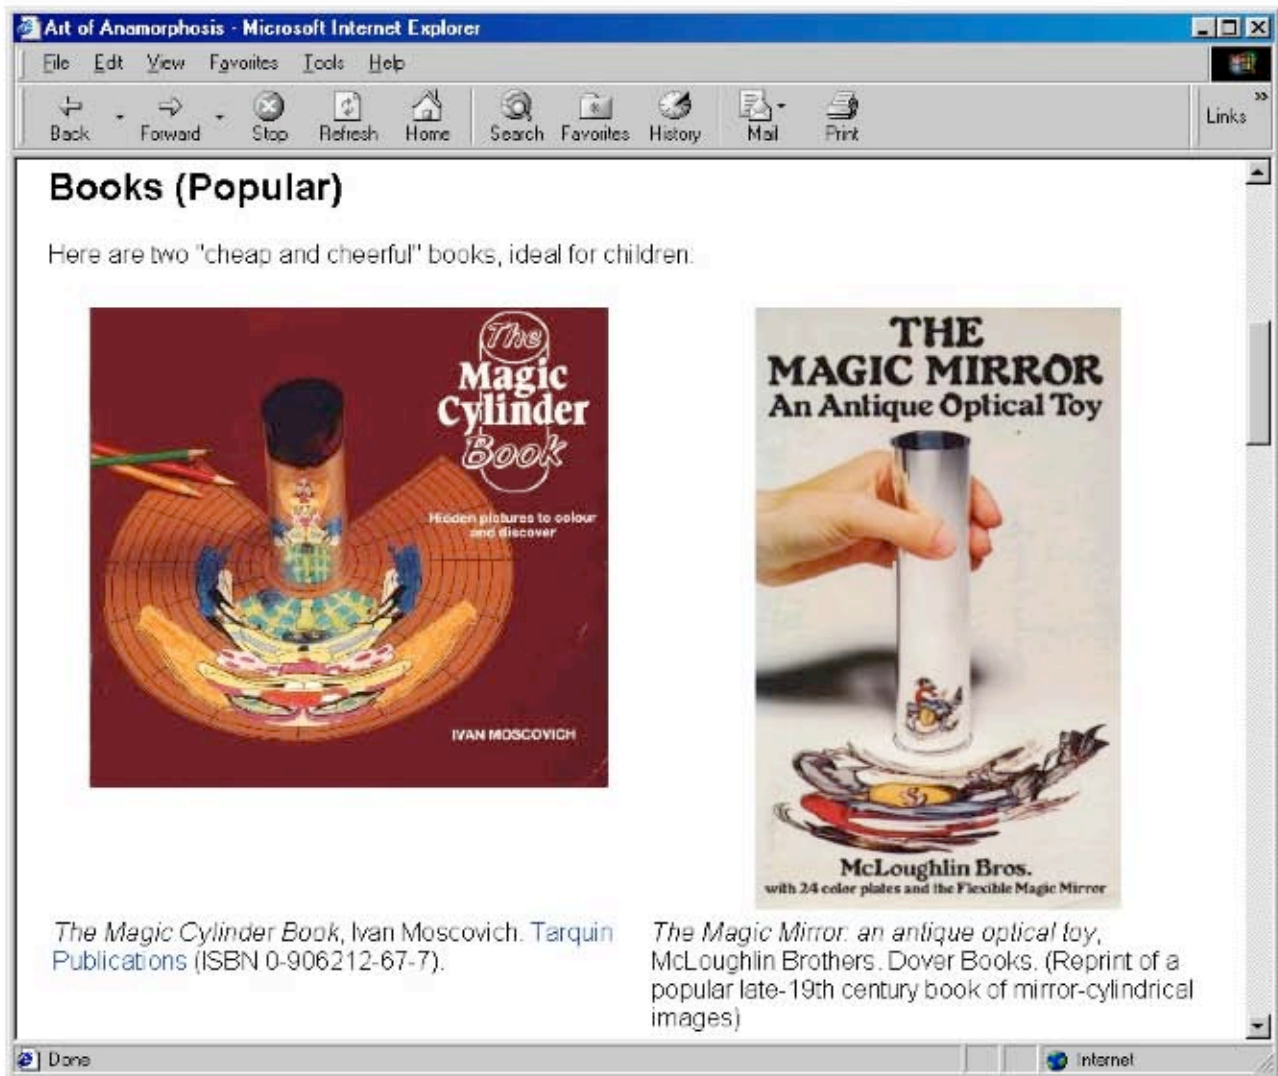 Art of Anamorphosis - Microsoft Internet Explorer
File Edit View Favorites Tools Help
Back Forward Stop Refresh Home Search Favorites History Mail Print Links
Books (Popular)
Here are two "cheap and cheerful" books, ideal for children:
The
Magic
Cylinder
Book
Hidden pictures to colour
and discover
IVAN MOSCOVICH
THE
MAGIC MIRROR
An Antique Optical Toy
McLoughlin Bros.
with 24 color plates and the Flexible Magic Mirror
The Magic Cylinder Book, Ivan Moscovich. Tarquin
Publications (ISBN 0-906212-67-7).
The Magic Mirror: an antique optical toy,
McLoughlin Brothers. Dover Books. (Reprint of a
popular late-19th century book of mirror-cylindrical
images)
Done
Internet